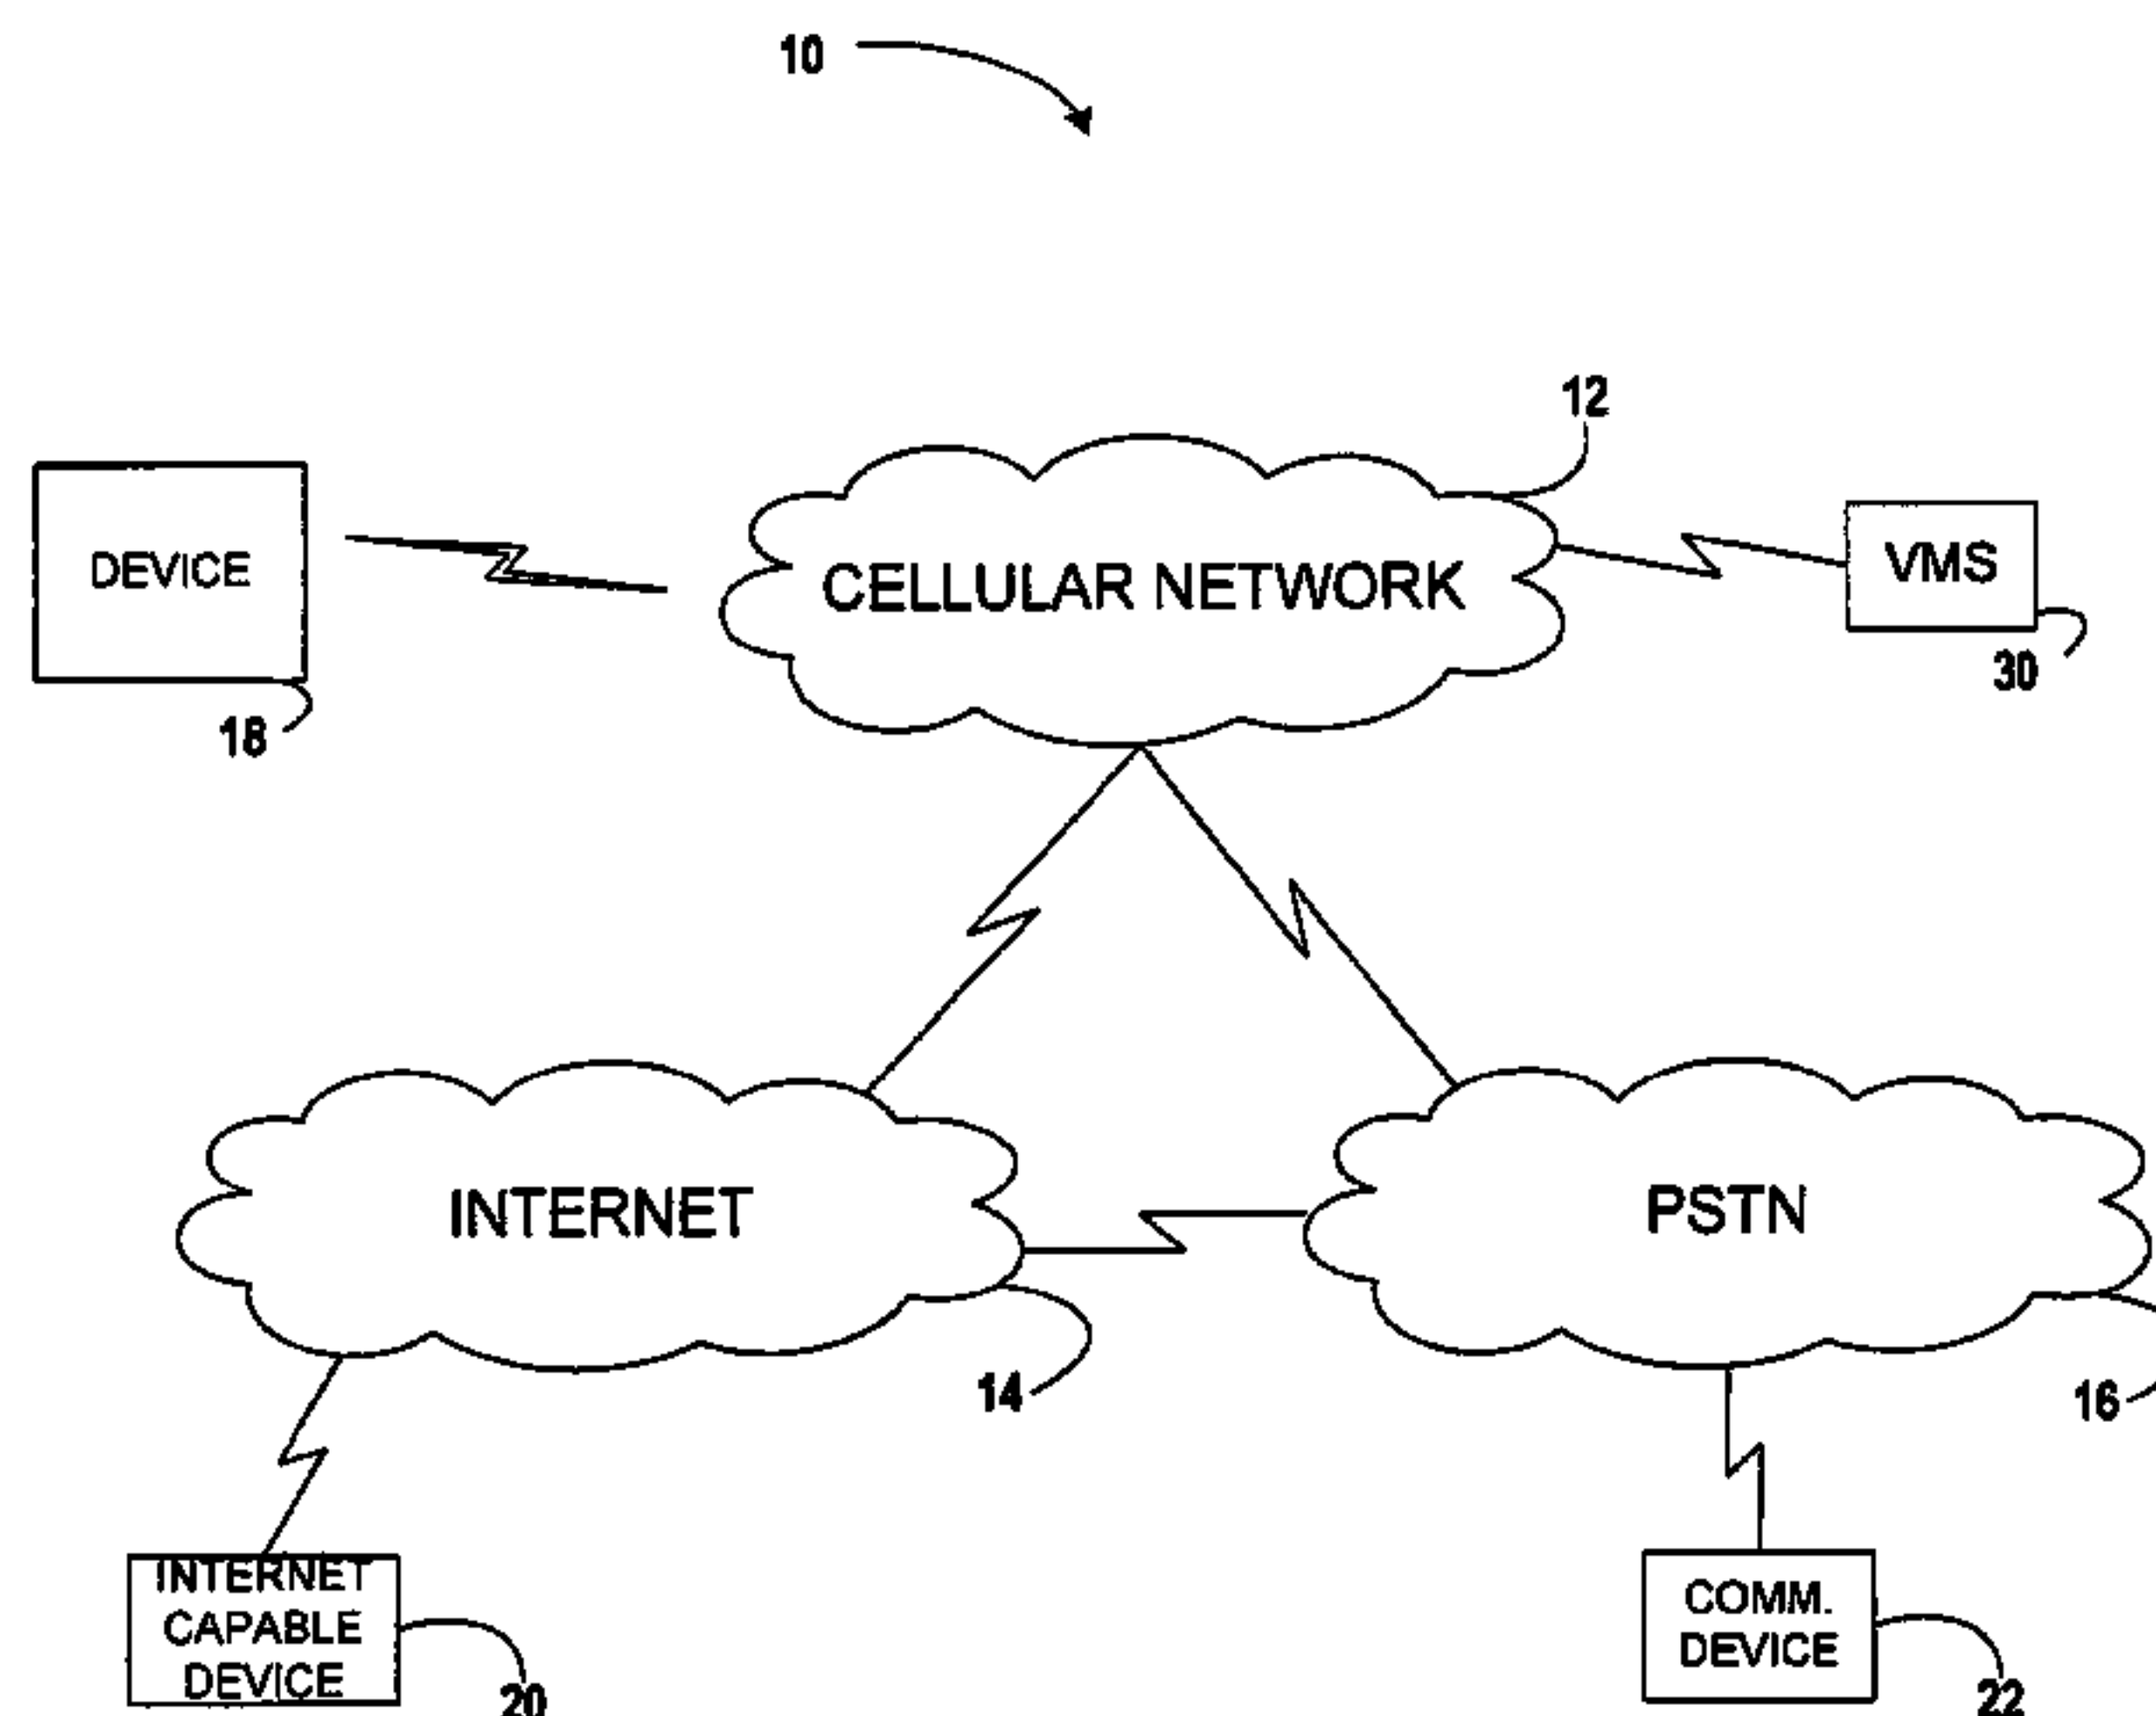 10
12
DEVICE
CELLULAR NETWORK
VMS
30
18
INTERNET
PSTN
14
16
INTERNET
CAPABLE
DEVICE
20
COMM.
DEVICE
22